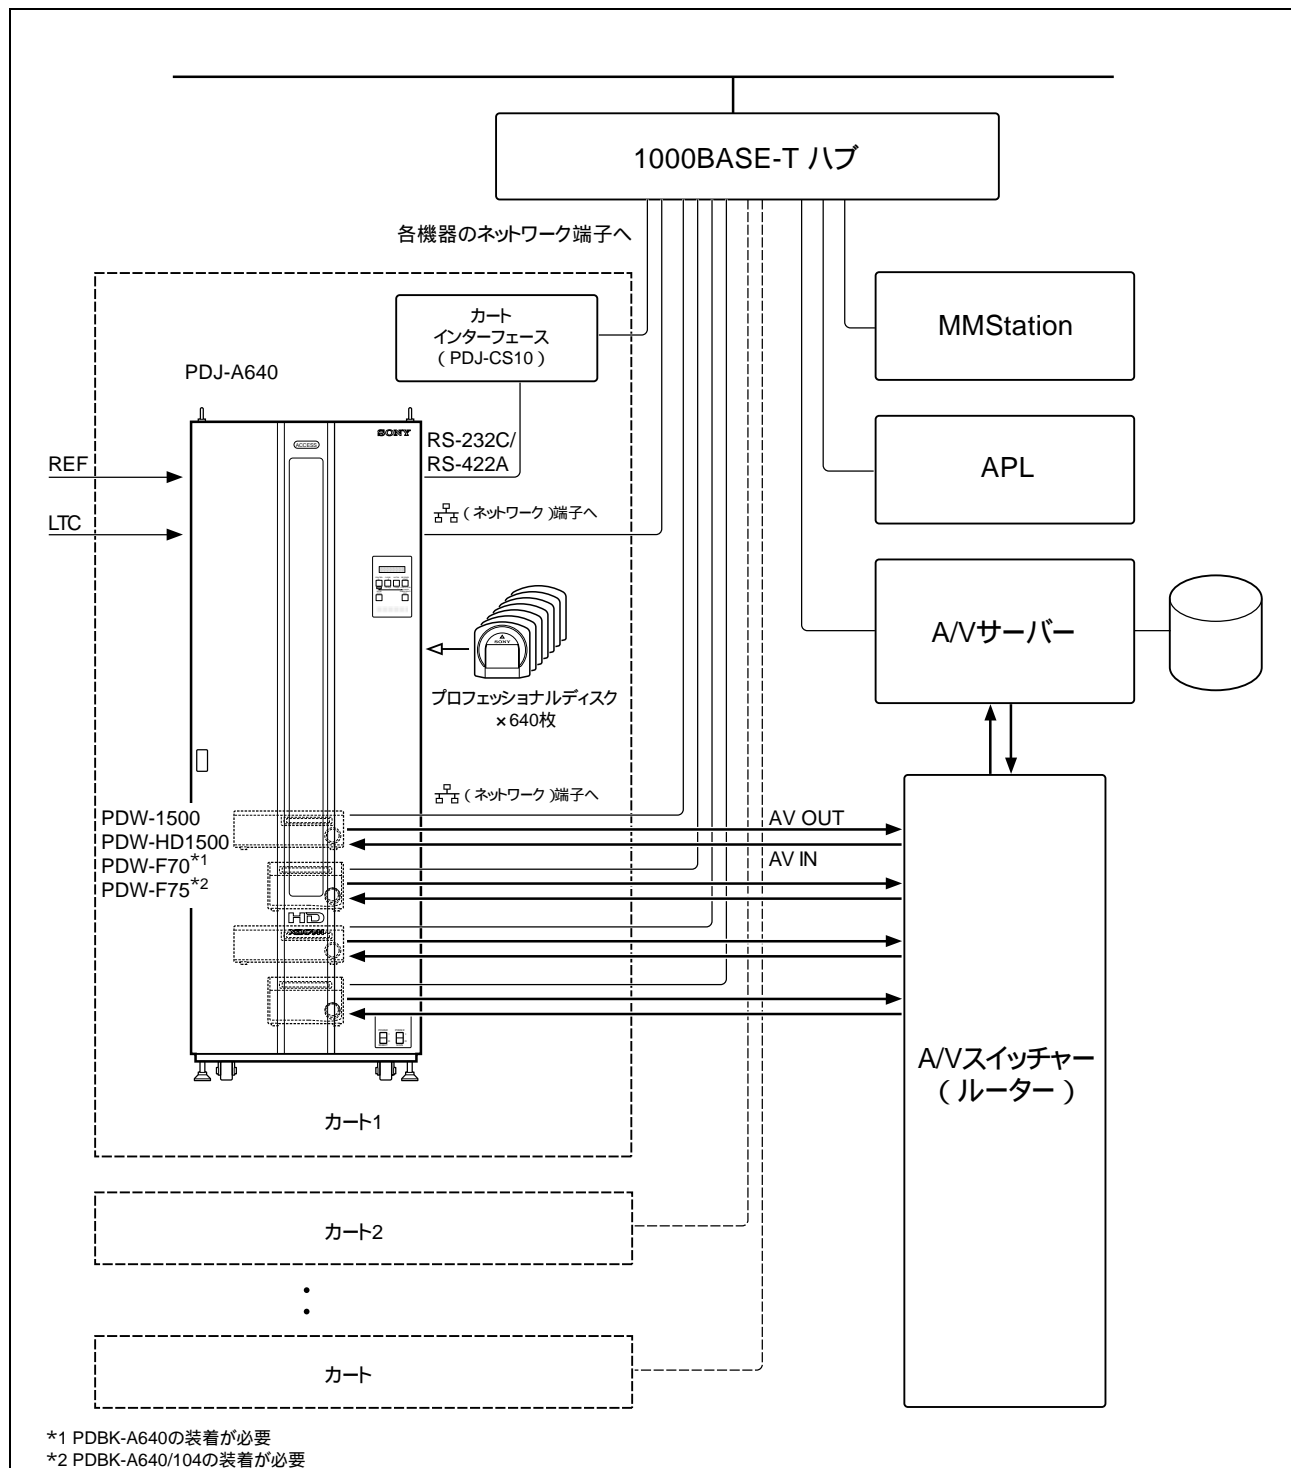 1000BASE-T ハブ
各機器のネットワーク端子へ
カート
インターフェース
（PDJ-CS10）
MMStation
PDJ-A640
ACCESS
SONY
RS-232C/
RS-422A
REF
APL
（ネットワーク）端子へ
LTC
A/Vサーバー
SONY
プロフェッショナルディスク
×640枚
（ネットワーク）端子へ
PDW-1500
PDW-HD1500
PDW-F70*1
PDW-F75*2
AV OUT
AV IN
HD
XDCAM
A/Vスイッチャー
（ルーター）
カート1
カート2
カート
*1 PDBK-A640の装着が必要
*2 PDBK-A640/104の装着が必要